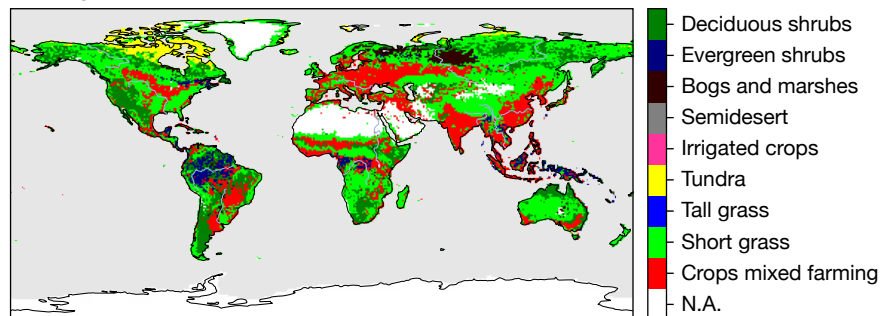 Deciduous shrubs
Evergreen shrubs
Bogs and marshes
Semidesert
Irrigated crops
Tundra
Tall grass
Short grass
Crops mixed farming
N.A.